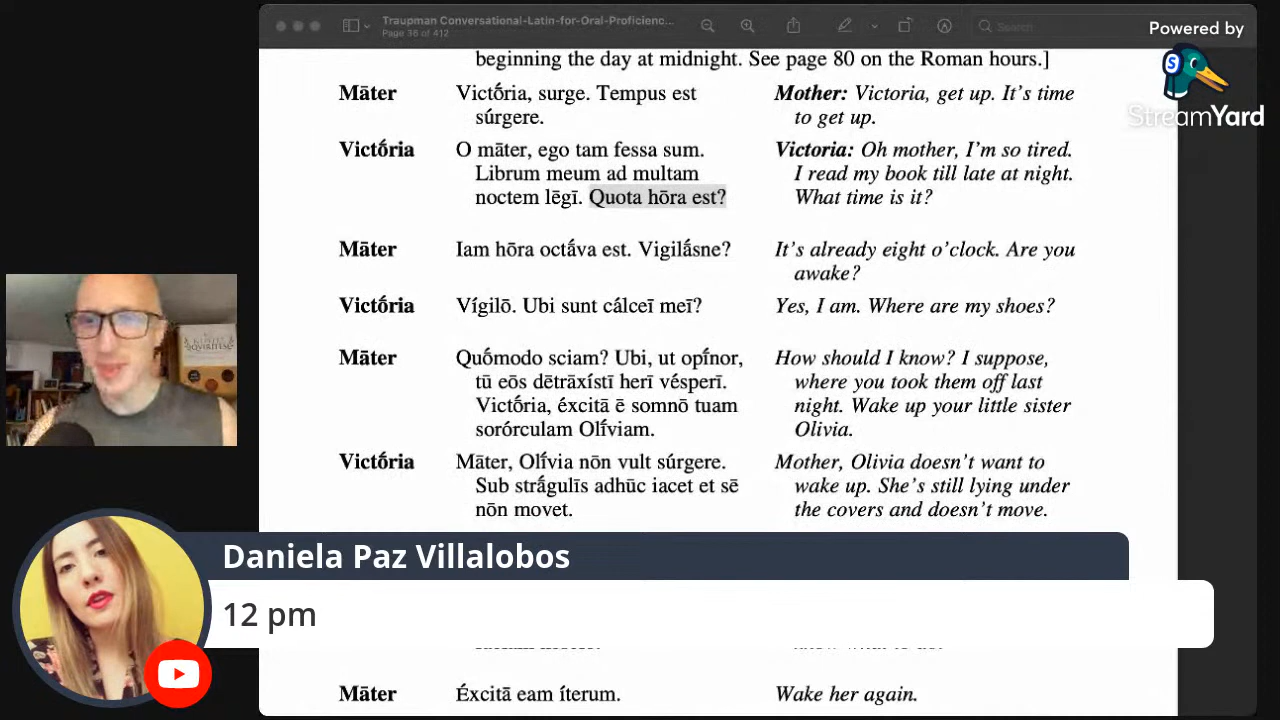 Traupman Conversational-Latin-for-Oral-Proficienc...
Page 36 of 412
Search
Powered by
StreamYard
beginning the day at midnight. See page 80 on the Roman hours.]
Māter Victṓria, surge. Tempus est Mother: Victoria, get up. It's time
súrgere. to get up.
Victṓria O māter, ego tam fessa sum. Victoria: Oh mother, I'm so tired.
Librum meum ad multam I read my book till late at night.
noctem lēgī. Quota hōra est? What time is it?
Māter Iam hōra octā́va est. Vigilā́sne? It's already eight o'clock. Are you
awake?
Victṓria Vígilō. Ubi sunt cálceī meī? Yes, I am. Where are my shoes?
Māter Quṓmodo sciam? Ubi, ut opī́nor, How should I know? I suppose,
tū eōs dētrāxístī herī vésperī. where you took them off last
Victṓria, éxcitā ē somnō tuam night. Wake up your little sister
sorórculam Olī́viam. Olivia.
Victṓria Māter, Olī́via nōn vult súrgere. Mother, Olivia doesn't want to
Sub strā́gulīs adhūc iacet et sē wake up. She's still lying under
nōn movet. the covers and doesn't move.
Daniela Paz Villalobos
12 pm
Māter Éxcitā eam íterum. Wake her again.